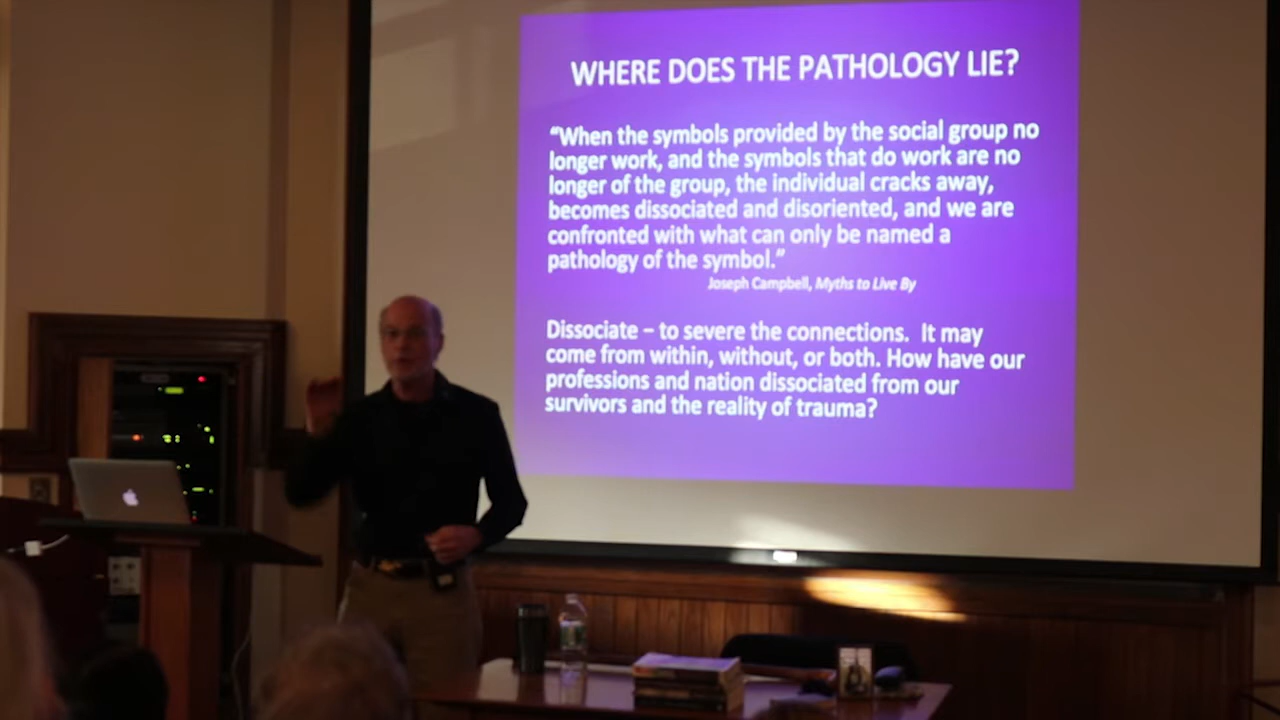 WHERE DOES THE PATHOLOGY LIE?
“When the symbols provided by the social group no
longer work, and the symbols that do work are no
longer of the group, the individual cracks away,
becomes dissociated and disoriented, and we are
confronted with what can only be named a
pathology of the symbol.”
Joseph Campbell, Myths to Live By
Dissociate – to sever the connections. It may
come from within, without, or both. How have our
professions and nation dissociated from our
survivors and the reality of trauma?